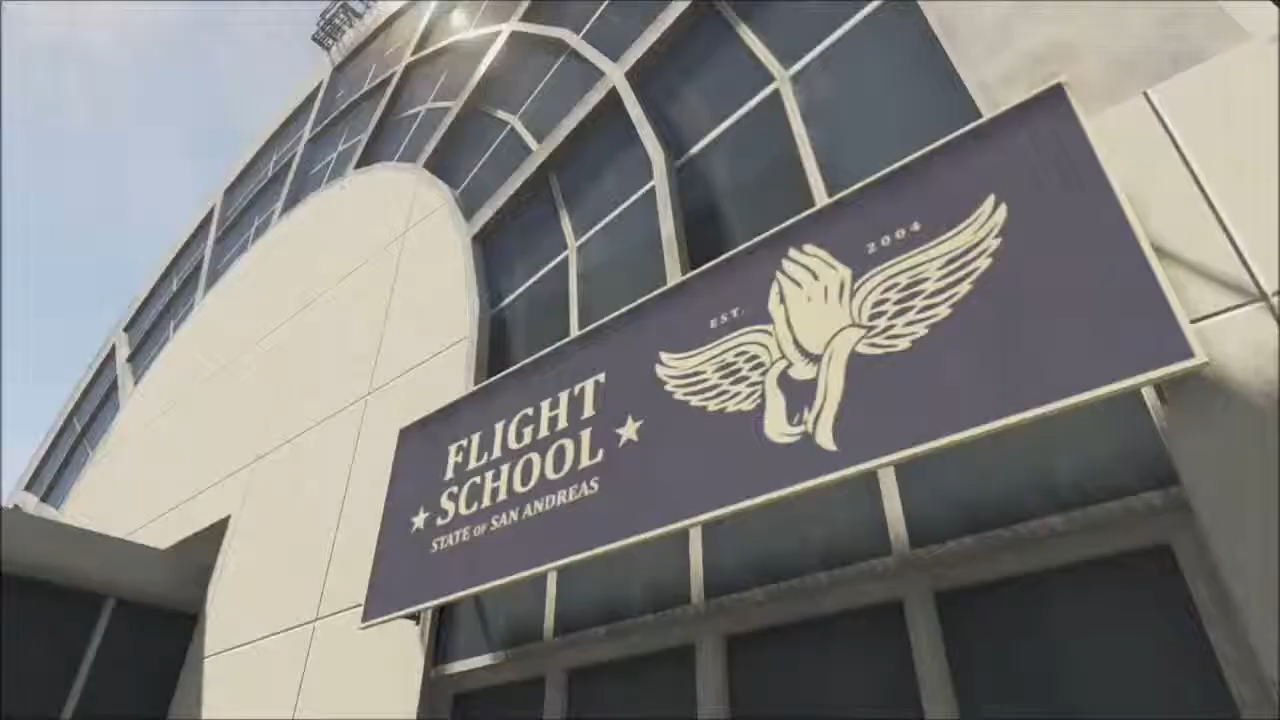 EST.
2004
FLIGHT
SCHOOL
STATE OF SAN ANDREAS